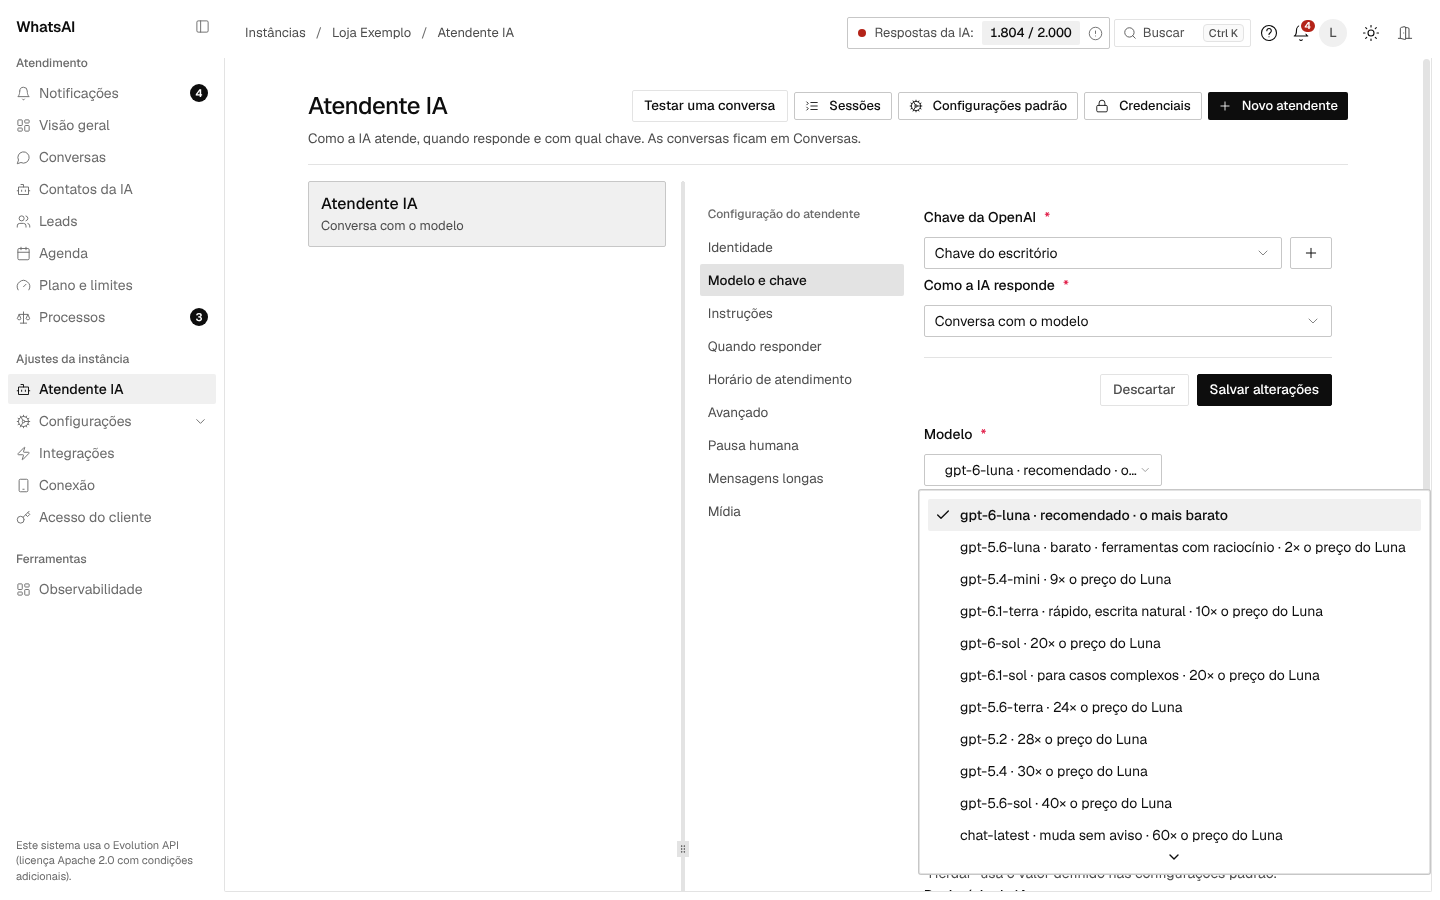 WhatsAI
Atendimento
Notificações 4
Visão geral
Conversas
Contatos da IA
Leads
Agenda
Plano e limites
Processos 3
Ajustes da instância
Atendente IA
Configurações
Integrações
Conexão
Acesso do cliente
Ferramentas
Observabilidade
Este sistema usa o Evolution API
(licença Apache 2.0 com condições
adicionais).
Instâncias / Loja Exemplo / Atendente IA
Respostas da IA: 1.804 / 2.000
Buscar Ctrl K
4
L
Atendente IA
Testar uma conversa
Sessões
Configurações padrão
Credenciais
Novo atendente
Como a IA atende, quando responde e com qual chave. As conversas ficam em Conversas.
Atendente IA
Conversa com o modelo
Configuração do atendente
Identidade
Modelo e chave
Instruções
Quando responder
Horário de atendimento
Avançado
Pausa humana
Mensagens longas
Mídia
Chave da OpenAI *
Chave do escritório
Como a IA responde *
Conversa com o modelo
Descartar
Salvar alterações
Modelo *
gpt-6-luna · recomendado · o...
gpt-6-luna · recomendado · o mais barato
gpt-5.6-luna · barato · ferramentas com raciocínio · 2× o preço do Luna
gpt-5.4-mini · 9× o preço do Luna
gpt-6.1-terra · rápido, escrita natural · 10× o preço do Luna
gpt-6-sol · 20× o preço do Luna
gpt-6.1-sol · para casos complexos · 20× o preço do Luna
gpt-5.6-terra · 24× o preço do Luna
gpt-5.2 · 28× o preço do Luna
gpt-5.4 · 30× o preço do Luna
gpt-5.6-sol · 40× o preço do Luna
chat-latest · muda sem aviso · 60× o preço do Luna
"Herdar" usa o valor definido nas configurações padrão.